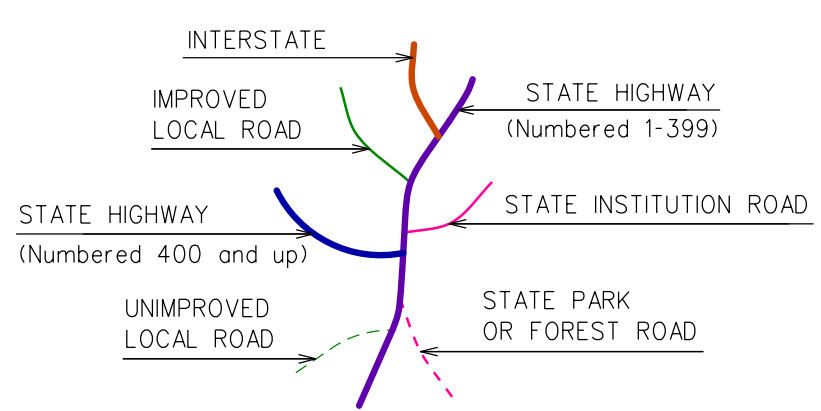 INTERSTATE
STATE HIGHWAY
(Numbered 1-399)
IMPROVED
LOCAL ROAD
STATE INSTITUTION ROAD
STATE HIGHWAY
(Numbered 400 and up)
UNIMPROVED
LOCAL ROAD
STATE PARK
OR FOREST ROAD